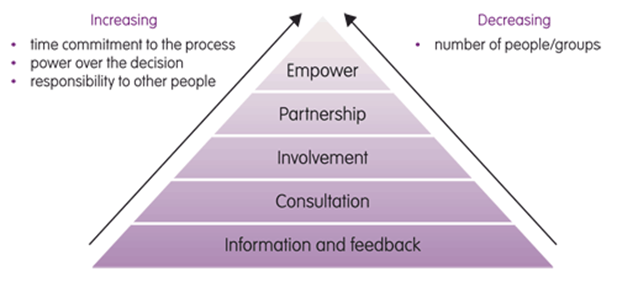 Increasing
• time commitment to the process
• power over the decision
• responsibility to other people
Decreasing
• number of people/groups
Empower
Partnership
Involvement
Consultation
Information and feedback